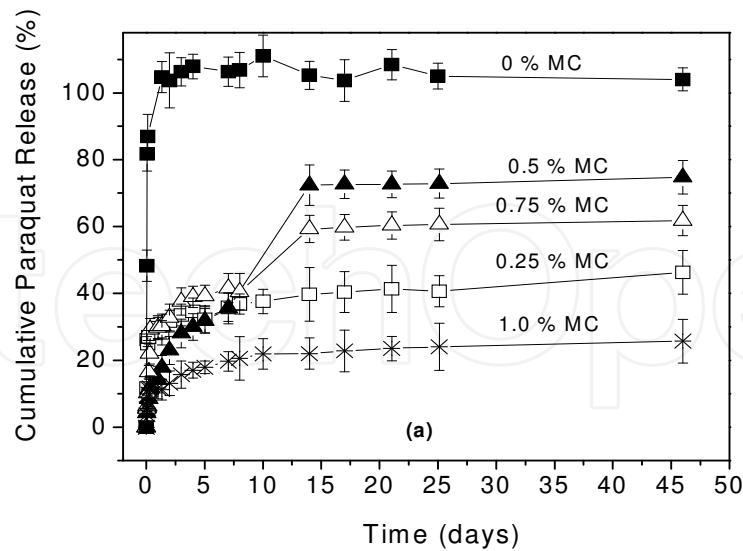 Cumulative Paraquat Release (%)
100
80
60
40
20
0
0 % MC
0.5 % MC
0.75 % MC
0.25 % MC
1.0 % MC
(a)
0 5 10 15 20 25 30 35 40 45 50
Time (days)